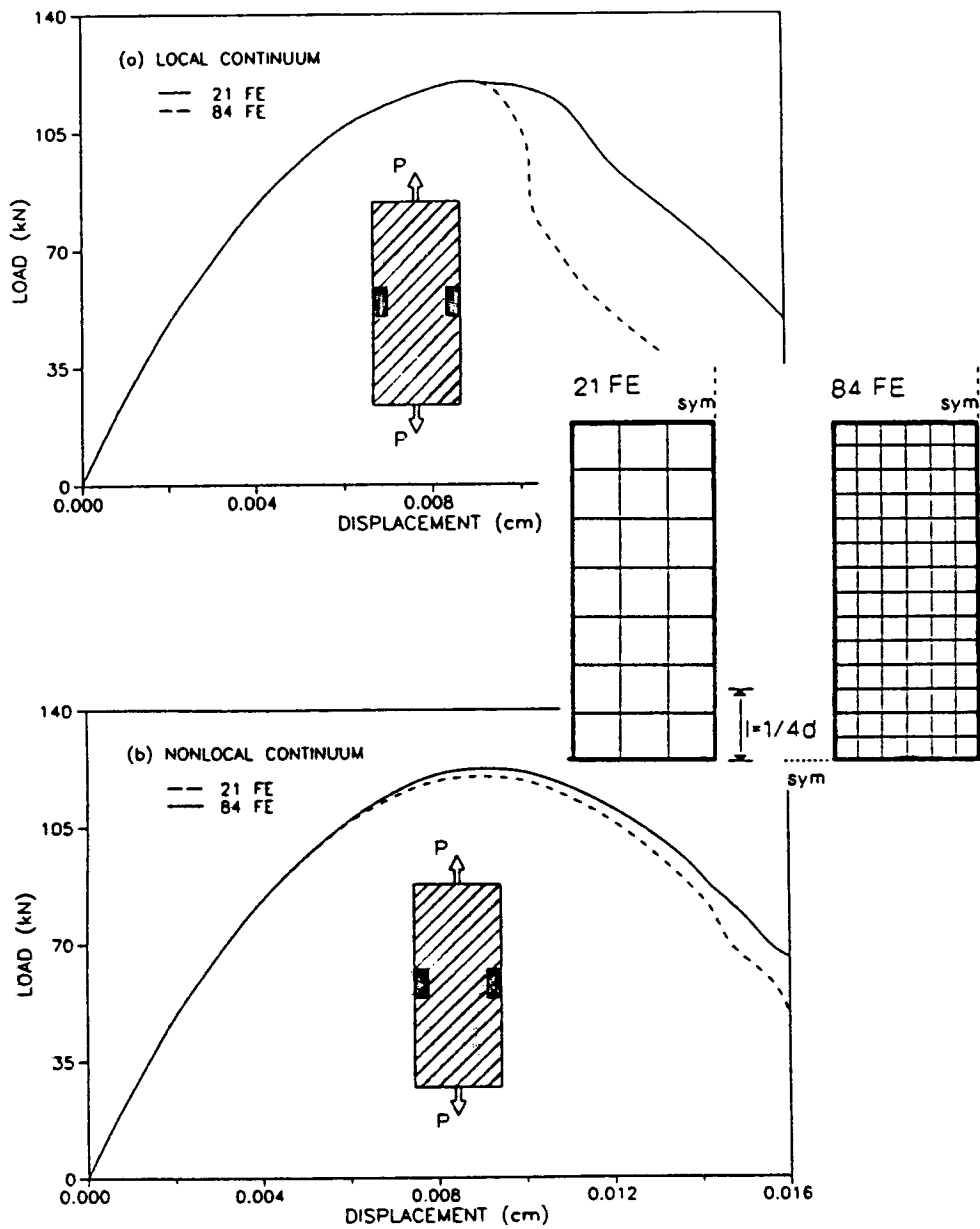 140
(a) LOCAL CONTINUUM
21 FE
84 FE
105
P
LOAD (kN)
70
35
P
0
0.000
0.004
0.008
DISPLACEMENT (cm)
21 FE
sym
84 FE
sym
l=1/4d
sym
140
(b) NONLOCAL CONTINUUM
21 FE
84 FE
105
P
LOAD (kN)
70
35
P
0
0.000
0.004
0.008
0.012
0.016
DISPLACEMENT (cm)